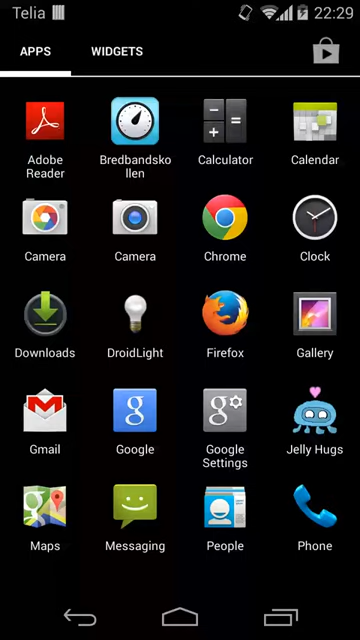 Telia 22:29
APPS WIDGETS
Adobe Reader
Bredbandsko
llen
Calculator
Calendar
Camera
Camera
Chrome
Clock
Downloads
DroidLight
Firefox
Gallery
Gmail
Google
Google Settings
Jelly Hugs
Maps
Messaging
People
Phone